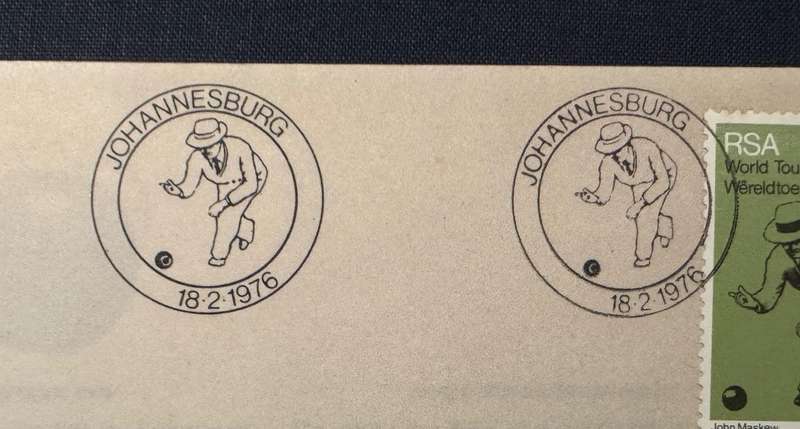 JOHANNESBURG
18·2·1976
JOHANNESBURG
18·2·1976
RSA
World Tou
Wêreldtoe
John Maskew